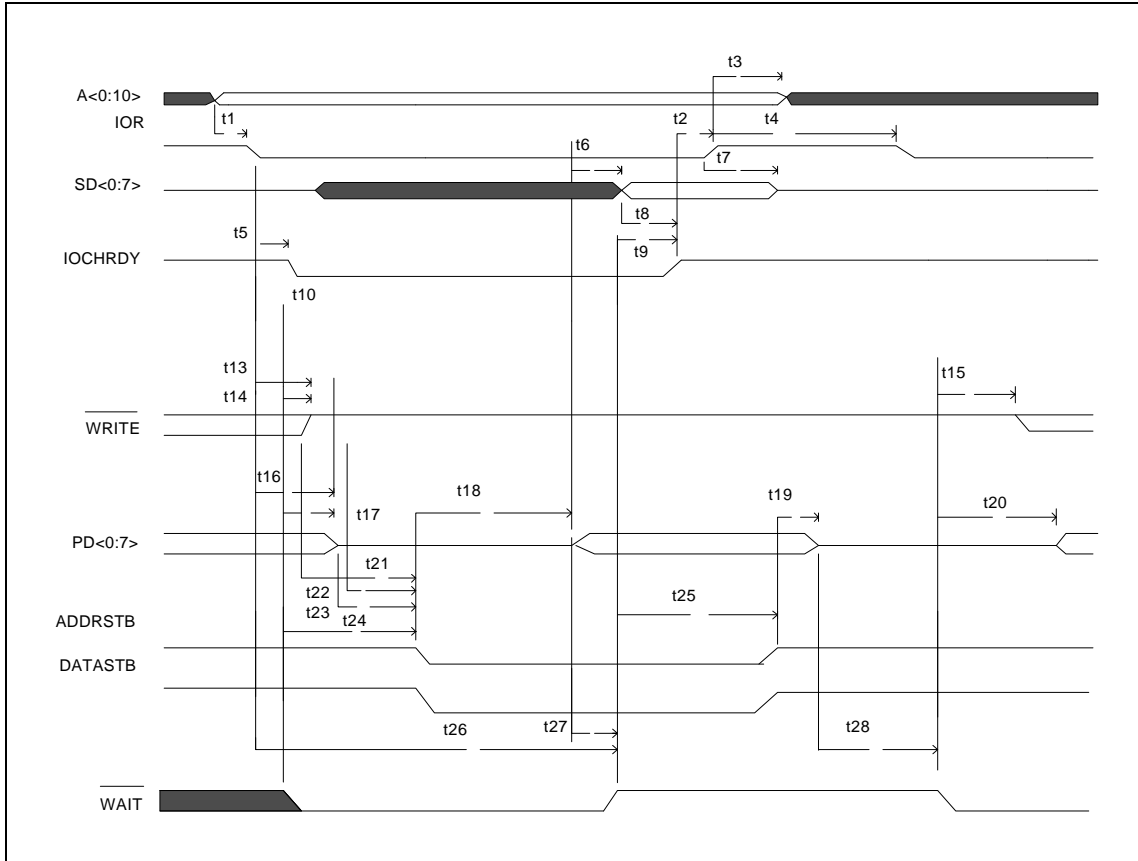 t3
A<0:10>
t1
t2
t4
IOR
t6
t7
SD<0:7>
t8
t5
t9
IOCHRDY
t10
t13
t14
t15
WRITE
t16
t18
t19
t17
t20
PD<0:7>
t21
t22
t23
t25
t24
ADDRSTB
DATASTB
t26
t27
t28
WAIT